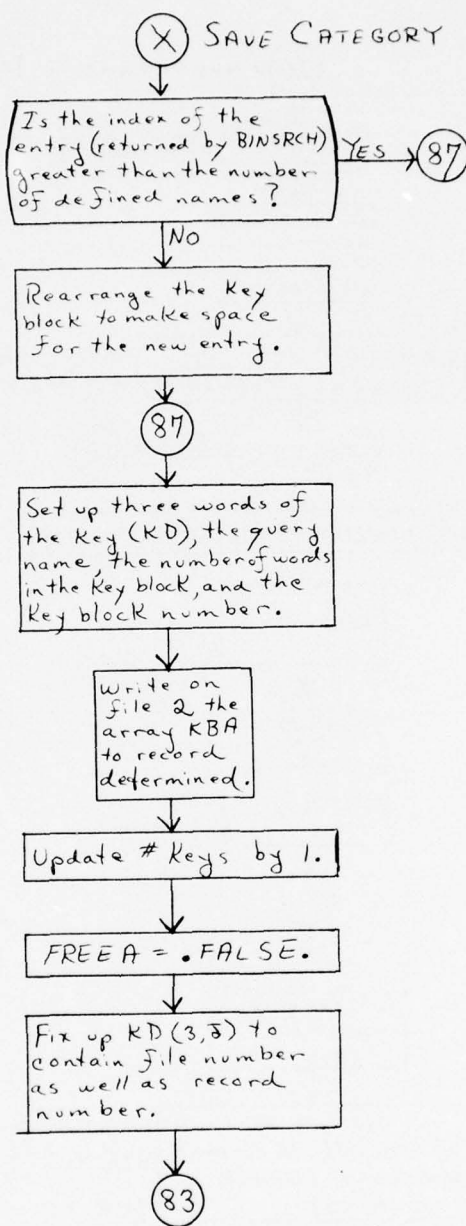 X SAVE CATEGORY
Is the index of the
entry (returned by BINSRCH)
greater than the number
of defined names?
YES
87
NO
Rearrange the Key
block to make space
for the new entry.
87
Set up three words of
the Key (KD), the query
name, the number of words
in the Key block, and the
Key block number.
Write on
file 2 the
array KBA
to record
determined.
Update # Keys by 1.
FREEA = .FALSE.
Fix up KD(3,J) to
contain file number
as well as record
number.
83